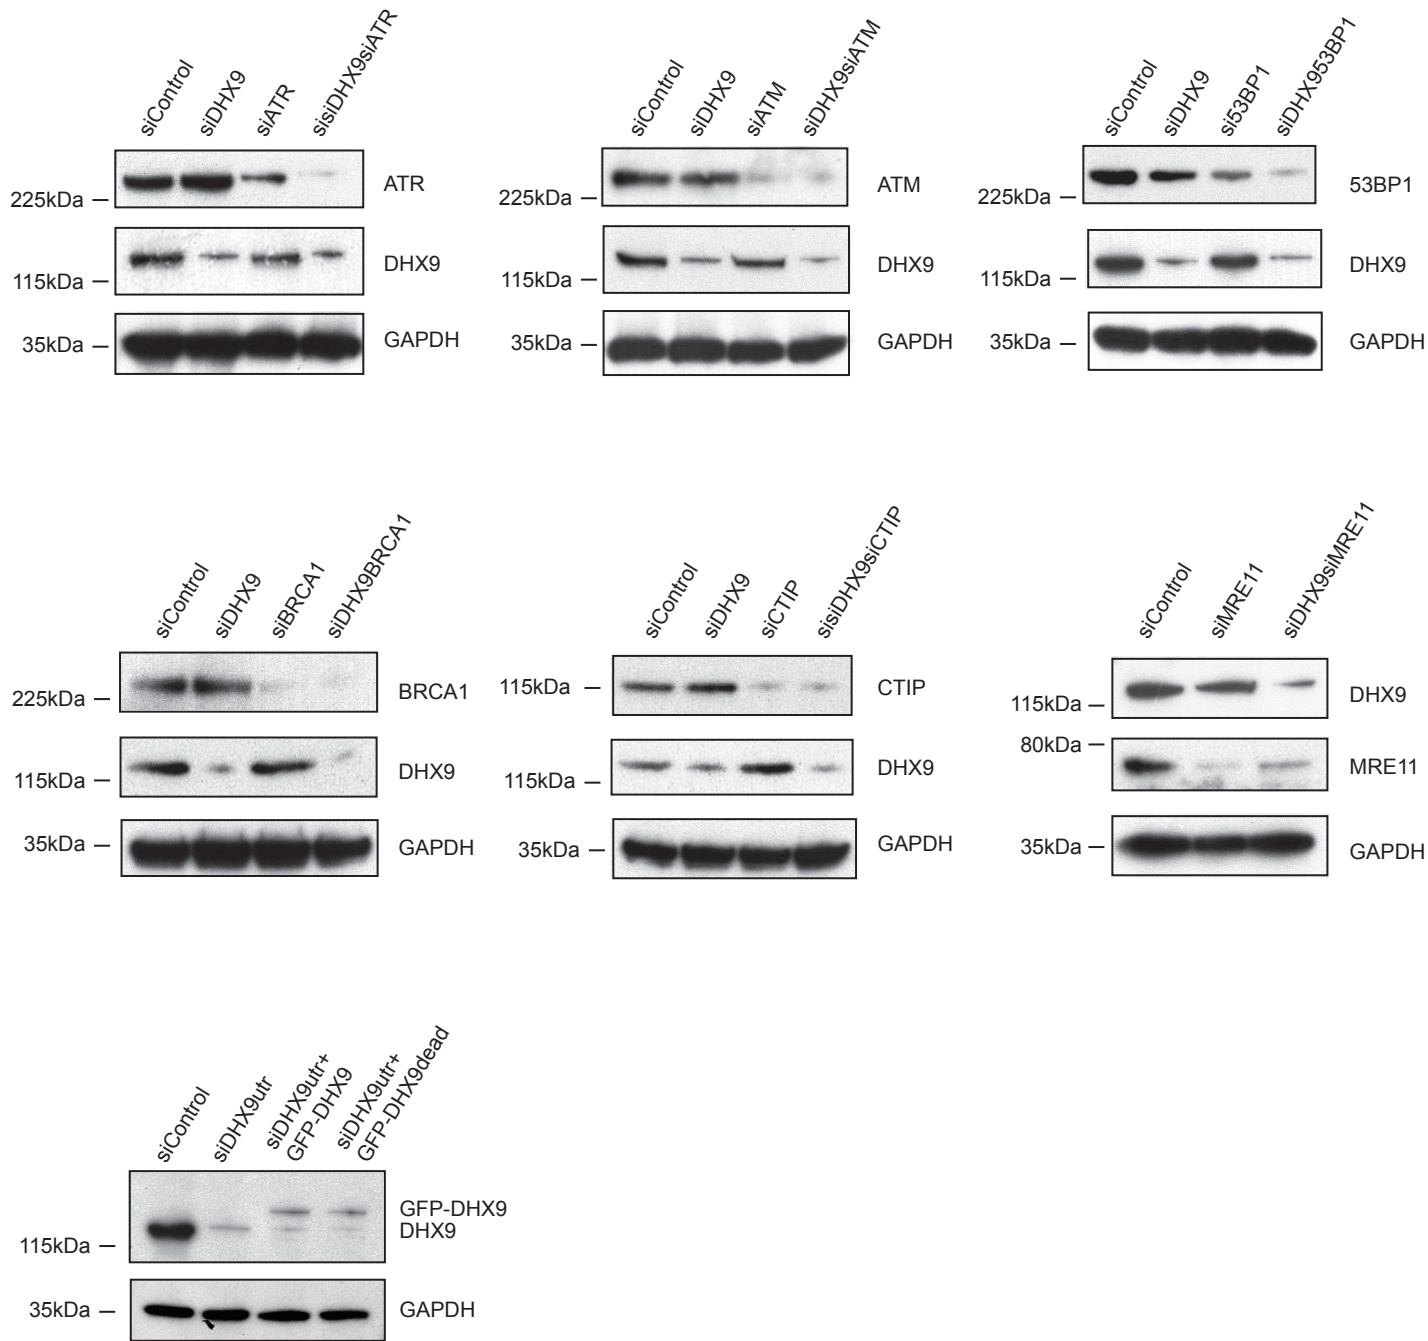 siControl
siDHX9
siATR
sisiDHX9siATR
225kDa
ATR
115kDa
DHX9
35kDa
GAPDH
siControl
siDHX9
siATM
siDHX9siATM
225kDa
ATM
115kDa
DHX9
35kDa
GAPDH
siControl
siDHX9
si53BP1
siDHX953BP1
225kDa
53BP1
115kDa
DHX9
35kDa
GAPDH
siControl
siDHX9
siBRCA1
siDHX9BRCA1
225kDa
BRCA1
115kDa
DHX9
35kDa
GAPDH
siControl
siDHX9
siCTIP
sisiDHX9siCTIP
115kDa
CTIP
115kDa
DHX9
35kDa
GAPDH
siControl
siMRE11
siDHX9siMRE11
115kDa
DHX9
80kDa
MRE11
35kDa
GAPDH
siControl
siDHX9utr
siDHX9utr+
GFP-DHX9
siDHX9utr+
GFP-DHX9dead
GFP-DHX9
DHX9
115kDa
35kDa
GAPDH